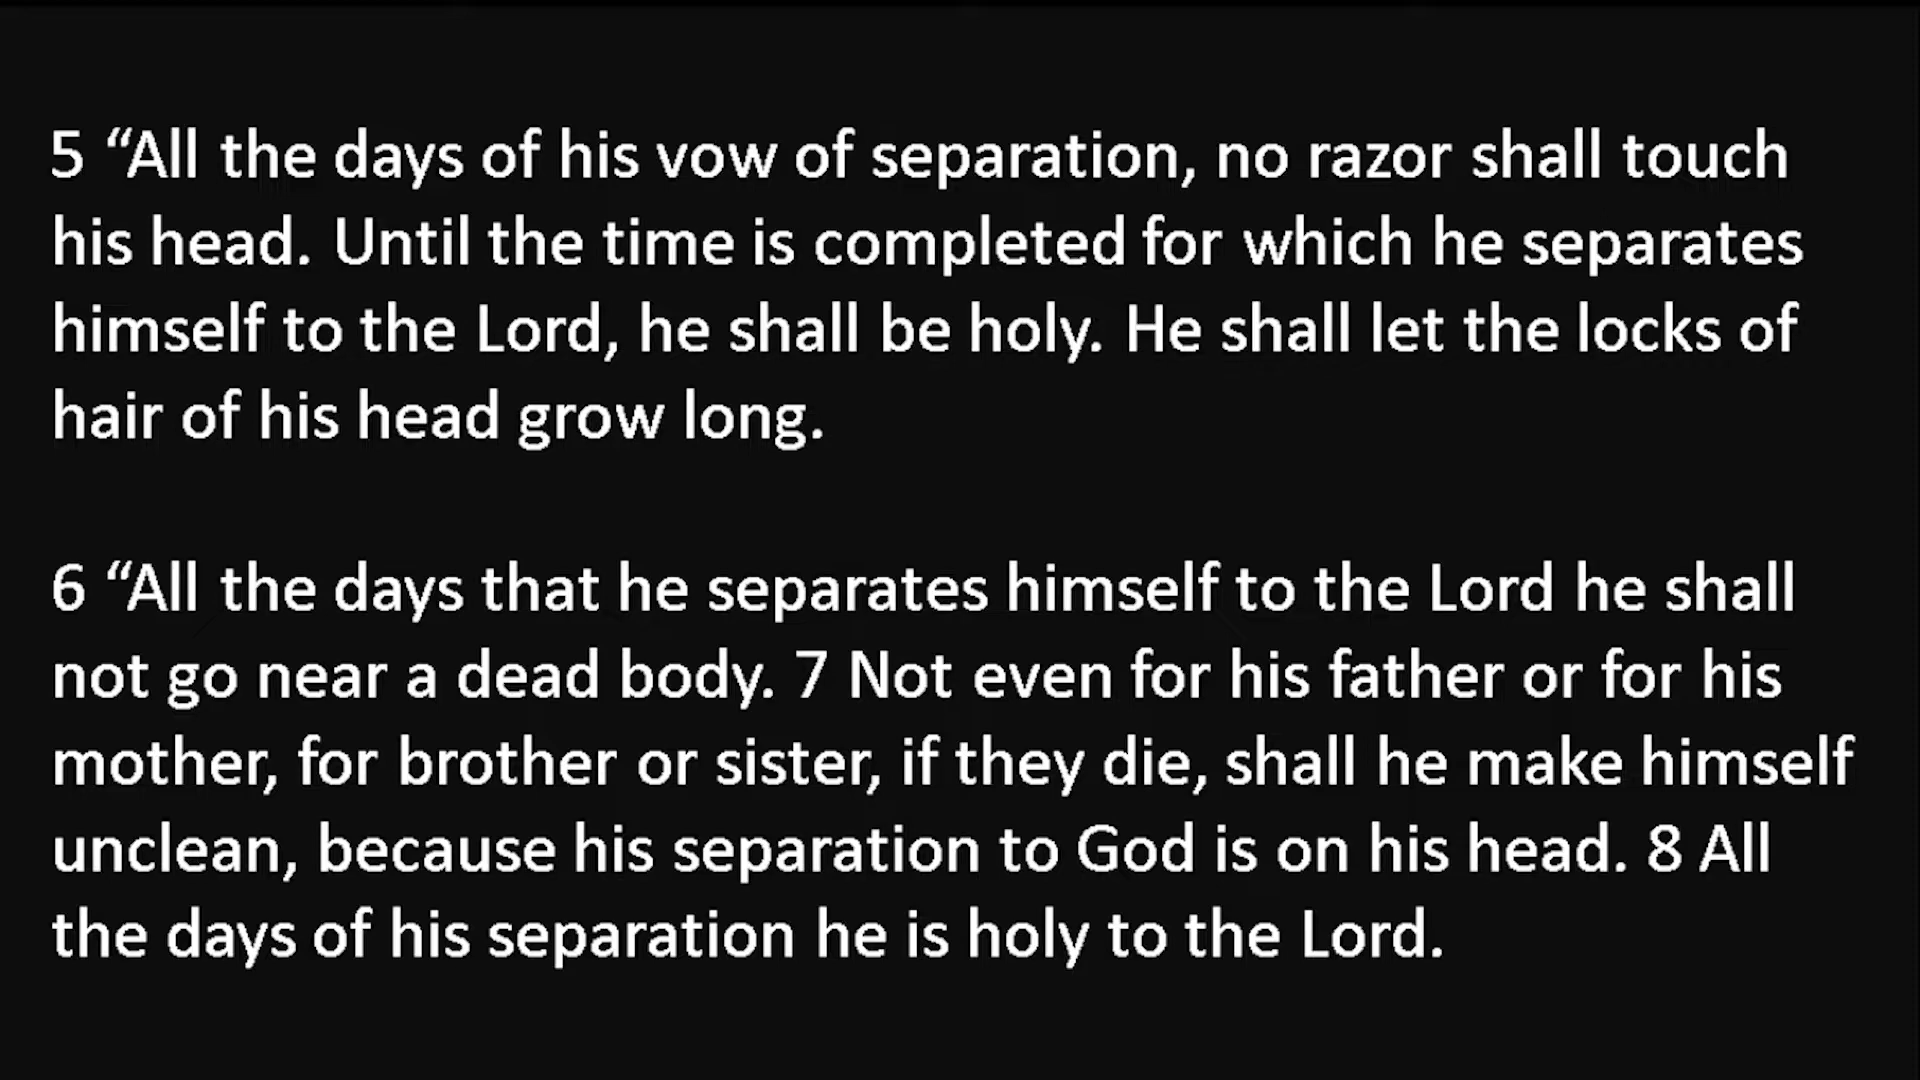 5 “All the days of his vow of separation, no razor shall touch
his head. Until the time is completed for which he separates
himself to the Lord, he shall be holy. He shall let the locks of
hair of his head grow long.
6 “All the days that he separates himself to the Lord he shall
not go near a dead body. 7 Not even for his father or for his
mother, for brother or sister, if they die, shall he make himself
unclean, because his separation to God is on his head. 8 All
the days of his separation he is holy to the Lord.